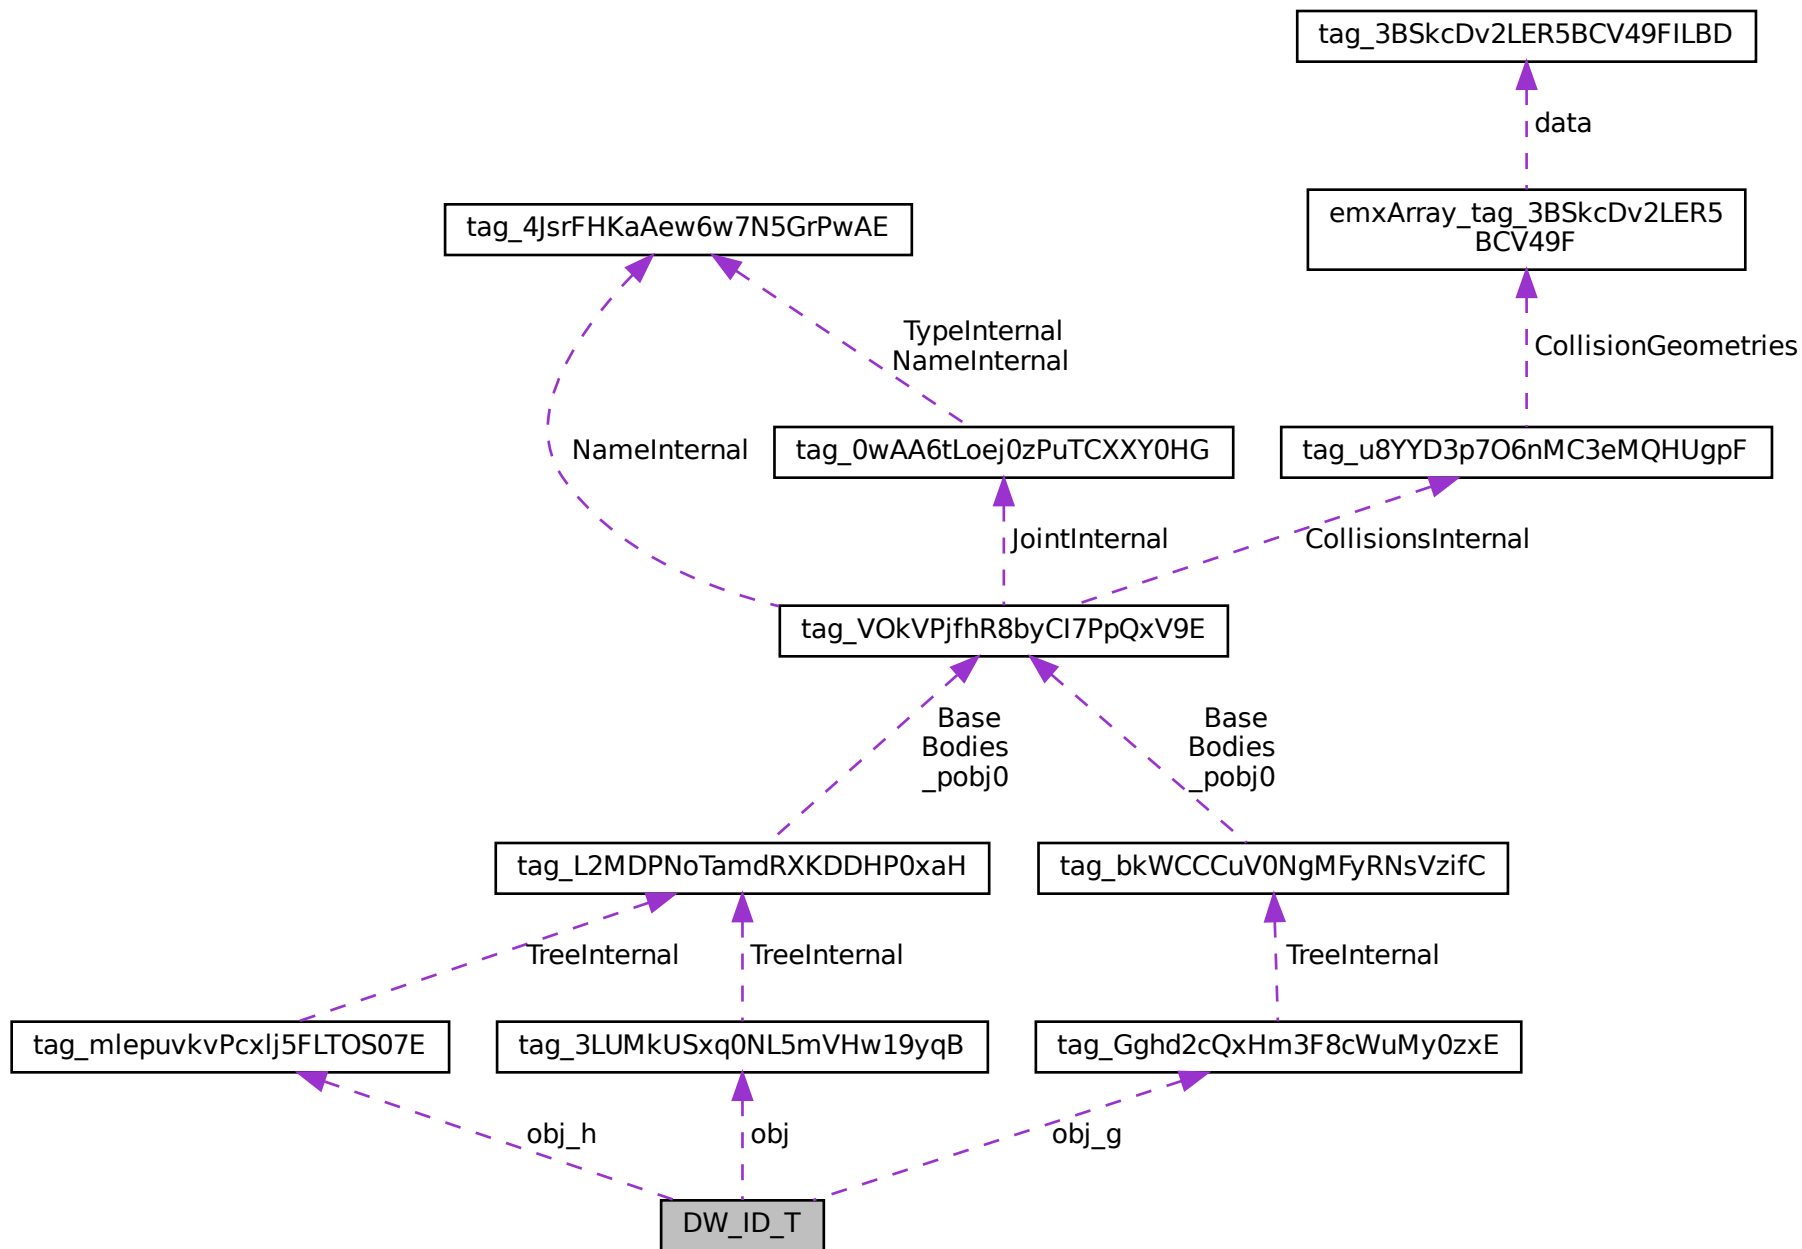 tag_3BSkcDv2LER5BCV49FILBD
data
emxArray_tag_3BSkcDv2LER5
BCV49F
tag_4JsrFHKaAew6w7N5GrPwAE
TypeInternal
NameInternal
CollisionGeometries
NameInternal
tag_0wAA6tLoej0zPuTCXXY0HG
tag_u8YYD3p7O6nMC3eMQHUgpF
JointInternal
CollisionsInternal
tag_VOkVPjfhR8byCI7PpQxV9E
Base
Bodies
_pobj0
Base
Bodies
_pobj0
tag_L2MDPNoTamdRXKDDHP0xaH
tag_bkWCCCuV0NgMFyRNsVzifC
TreeInternal
TreeInternal
TreeInternal
tag_mlepuvkvPcxlj5FLTOS07E
tag_3LUMkUSxq0NL5mVHw19yqB
tag_Gghd2cQxHm3F8cWuMy0zxE
obj_h
obj
obj_g
DW_ID_T